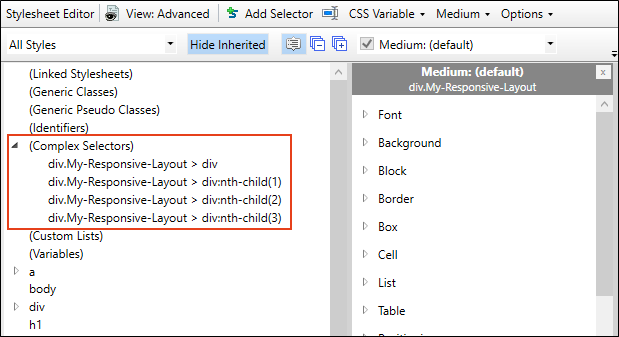 Stylesheet Editor View: Advanced Add Selector CSS Variable Medium Options
All Styles Hide Inherited Medium: (default)
(Linked Stylesheets)
(Generic Classes)
(Generic Pseudo Classes)
(Identifiers)
(Complex Selectors)
div.My-Responsive-Layout > div
div.My-Responsive-Layout > div:nth-child(1)
div.My-Responsive-Layout > div:nth-child(2)
div.My-Responsive-Layout > div:nth-child(3)
(Custom Lists)
(Variables)
a
body
div
h1
Medium: (default)
div.My-Responsive-Layout
Font
Background
Block
Border
Box
Cell
List
Table